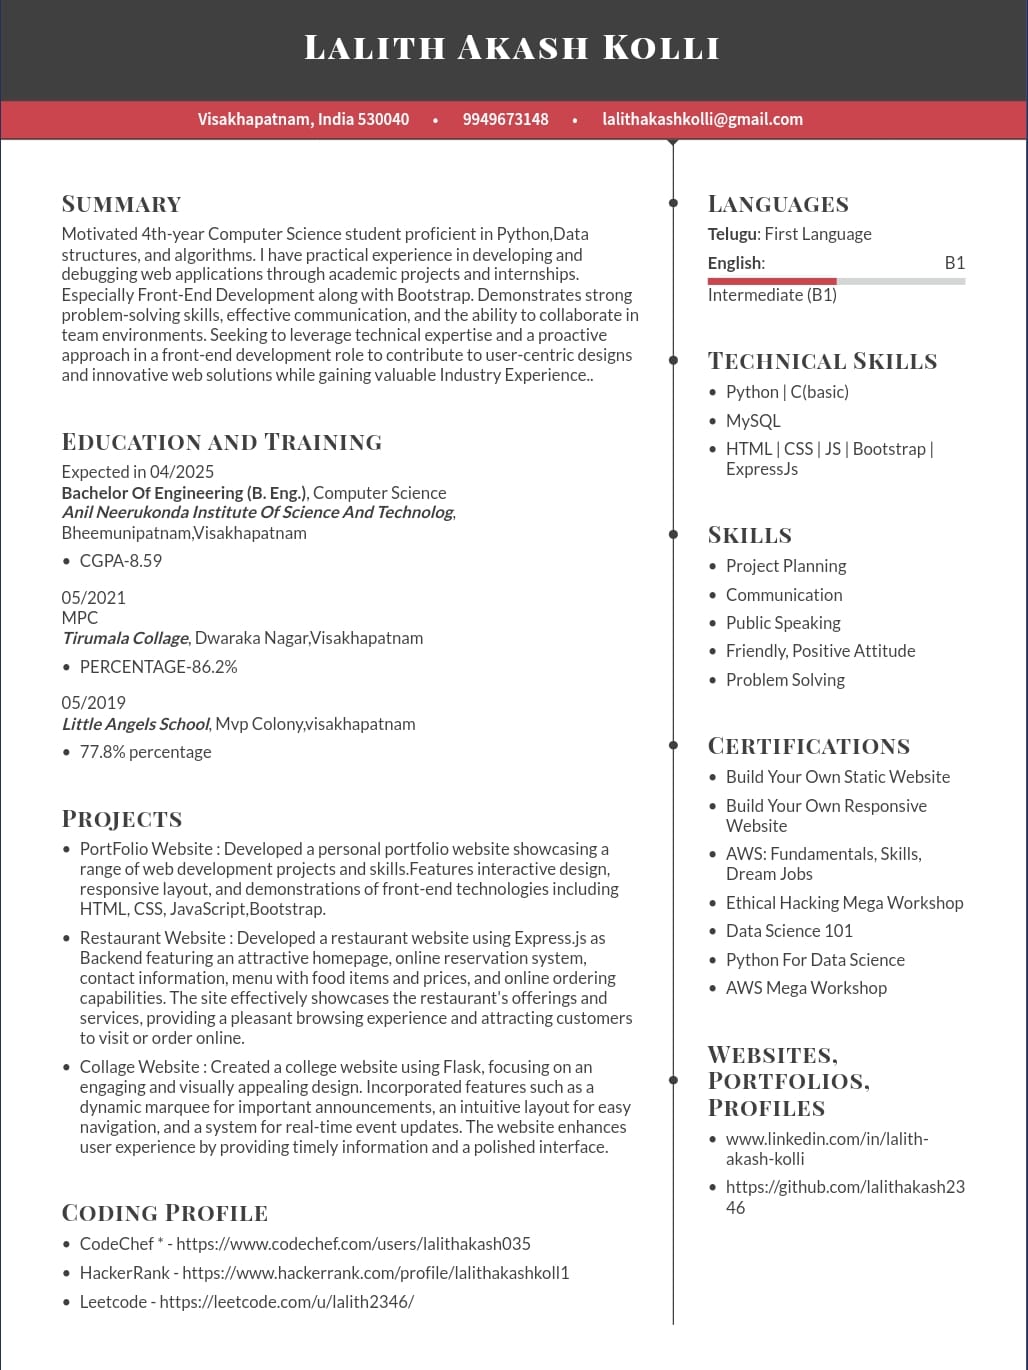 Lalith Akash Kolli
Visakhapatnam, India 530040 • 9949673148 • lalithakashkolli@gmail.com
Summary
Motivated 4th-year Computer Science student proficient in Python,Data
structures, and algorithms. I have practical experience in developing and
debugging web applications through academic projects and internships.
Especially Front-End Development along with Bootstrap. Demonstrates strong
problem-solving skills, effective communication, and the ability to collaborate in
team environments. Seeking to leverage technical expertise and a proactive
approach in a front-end development role to contribute to user-centric designs
and innovative web solutions while gaining valuable Industry Experience..
Education and Training
Expected in 04/2025
Bachelor Of Engineering (B. Eng.), Computer Science
Anil Neerukonda Institute Of Science And Technolog,
Bheemunipatnam,Visakhapatnam
• CGPA-8.59
05/2021
MPC
Tirumala Collage, Dwaraka Nagar,Visakhapatnam
• PERCENTAGE-86.2%
05/2019
Little Angels School, Mvp Colony,visakhapatnam
• 77.8% percentage
Projects
• PortFolio Website : Developed a personal portfolio website showcasing a
range of web development projects and skills.Features interactive design,
responsive layout, and demonstrations of front-end technologies including
HTML, CSS, JavaScript,Bootstrap.
• Restaurant Website : Developed a restaurant website using Express.js as
Backend featuring an attractive homepage, online reservation system,
contact information, menu with food items and prices, and online ordering
capabilities. The site effectively showcases the restaurant's offerings and
services, providing a pleasant browsing experience and attracting customers
to visit or order online.
• Collage Website : Created a college website using Flask, focusing on an
engaging and visually appealing design. Incorporated features such as a
dynamic marquee for important announcements, an intuitive layout for easy
navigation, and a system for real-time event updates. The website enhances
user experience by providing timely information and a polished interface.
Coding Profile
• CodeChef * - https://www.codechef.com/users/lalithakash035
• HackerRank - https://www.hackerrank.com/profile/lalithakashkoll1
• Leetcode - https://leetcode.com/u/lalith2346/
Languages
Telugu: First Language
English: B1
Intermediate (B1)
Technical Skills
• Python | C(basic)
• MySQL
• HTML | CSS | JS | Bootstrap |
ExpressJs
Skills
• Project Planning
• Communication
• Public Speaking
• Friendly, Positive Attitude
• Problem Solving
Certifications
• Build Your Own Static Website
• Build Your Own Responsive
Website
• AWS: Fundamentals, Skills,
Dream Jobs
• Ethical Hacking Mega Workshop
• Data Science 101
• Python For Data Science
• AWS Mega Workshop
Websites,
Portfolios,
Profiles
• www.linkedin.com/in/lalith-
akash-kolli
• https://github.com/lalithakash23
46